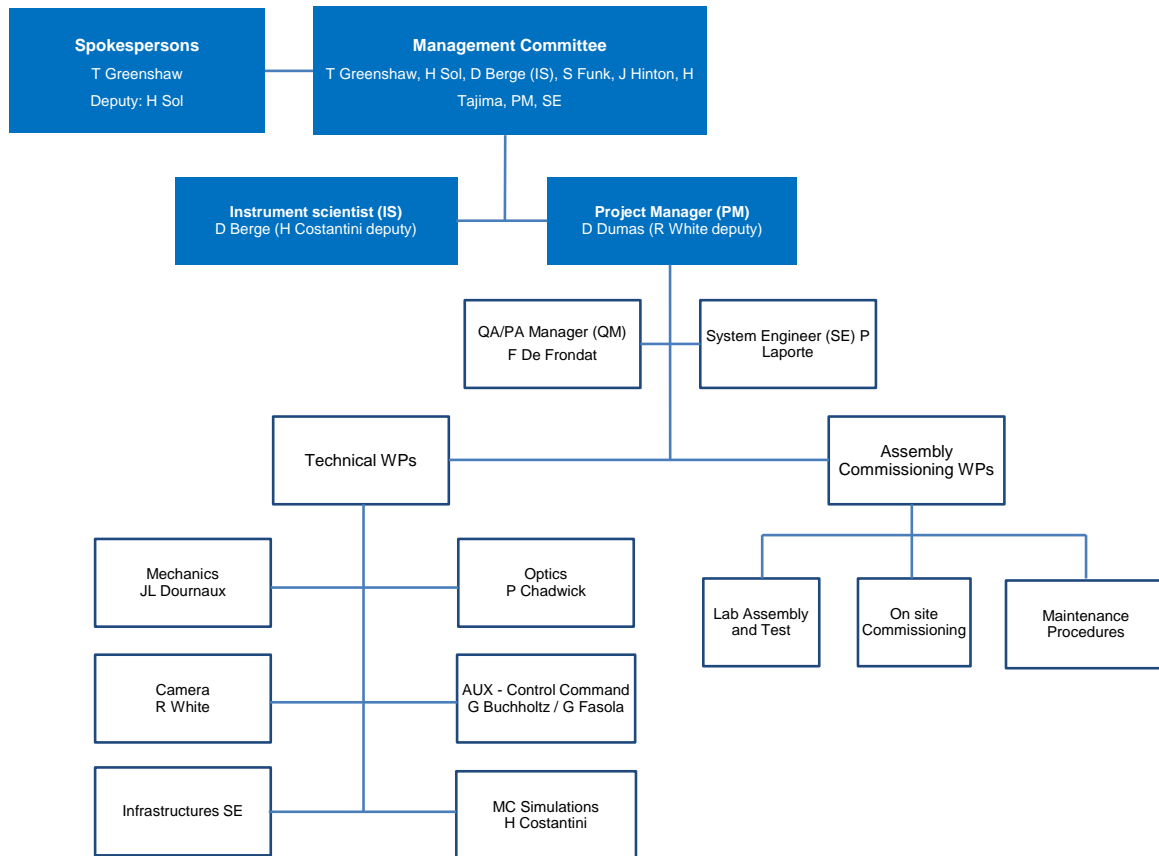 Spokespersons
T Greenshaw
Deputy: H Sol
Management Committee
T Greenshaw, H Sol, D Berge (IS), S Funk, J Hinton, H
Tajima, PM, SE
Instrument scientist (IS)
D Berge (H Costantini deputy)
Project Manager (PM)
D Dumas (R White deputy)
QA/PA Manager (QM)
F De Frondat
System Engineer (SE) P
Laporte
Technical WPs
Assembly
Commissioning WPs
Mechanics
JL Dournaux
Optics
P Chadwick
Lab Assembly
and Test
On site
Commissioning
Maintenance
Procedures
Camera
R White
AUX - Control Command
G Buchholtz / G Fasola
Infrastructures SE
MC Simulations
H Costantini